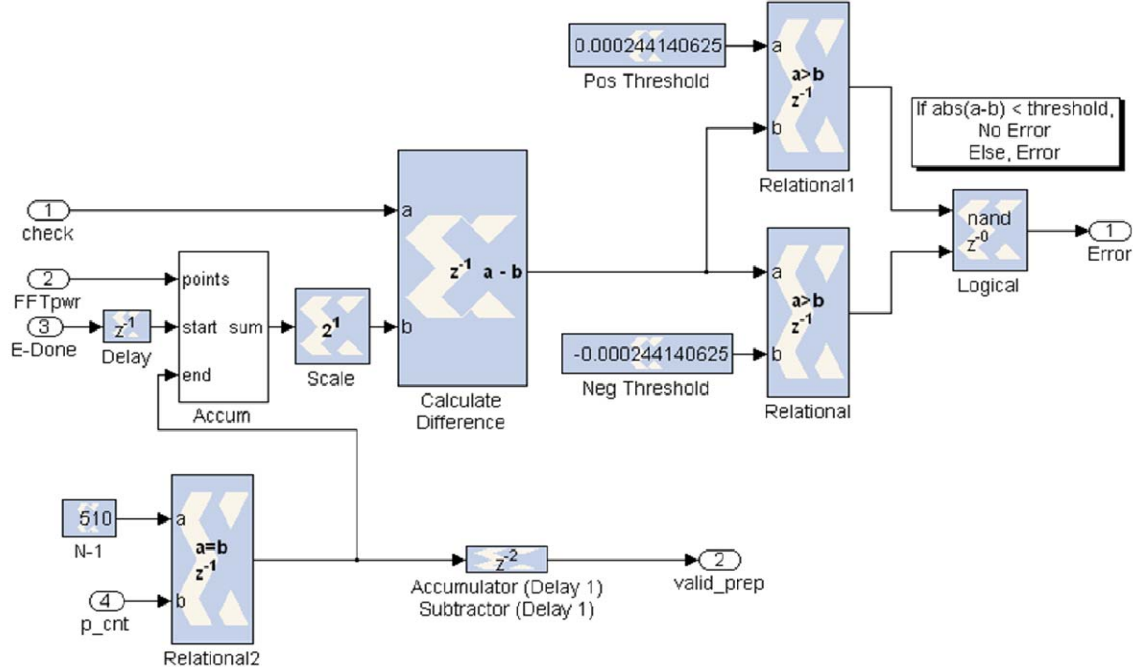 0.000244140625
Pos Threshold
a
a>b
z⁻¹
b
Relational1
If abs(a-b) < threshold,
No Error
Else, Error
1
check
a
z⁻¹ a - b
b
Calculate
Difference
2
FFTpwr
3
E-Done
z⁻¹
Delay
points
start sum
end
Accum
2¹
Scale
a
a>b
z⁻¹
b
Relational
-0.000244140625
Neg Threshold
nand
z⁻⁰
Logical
1
Error
510
N-1
4
p_cnt
a
a=b
z⁻¹
b
Relational2
z⁻²
Accumulator (Delay 1)
Subtractor (Delay 1)
2
valid_prep